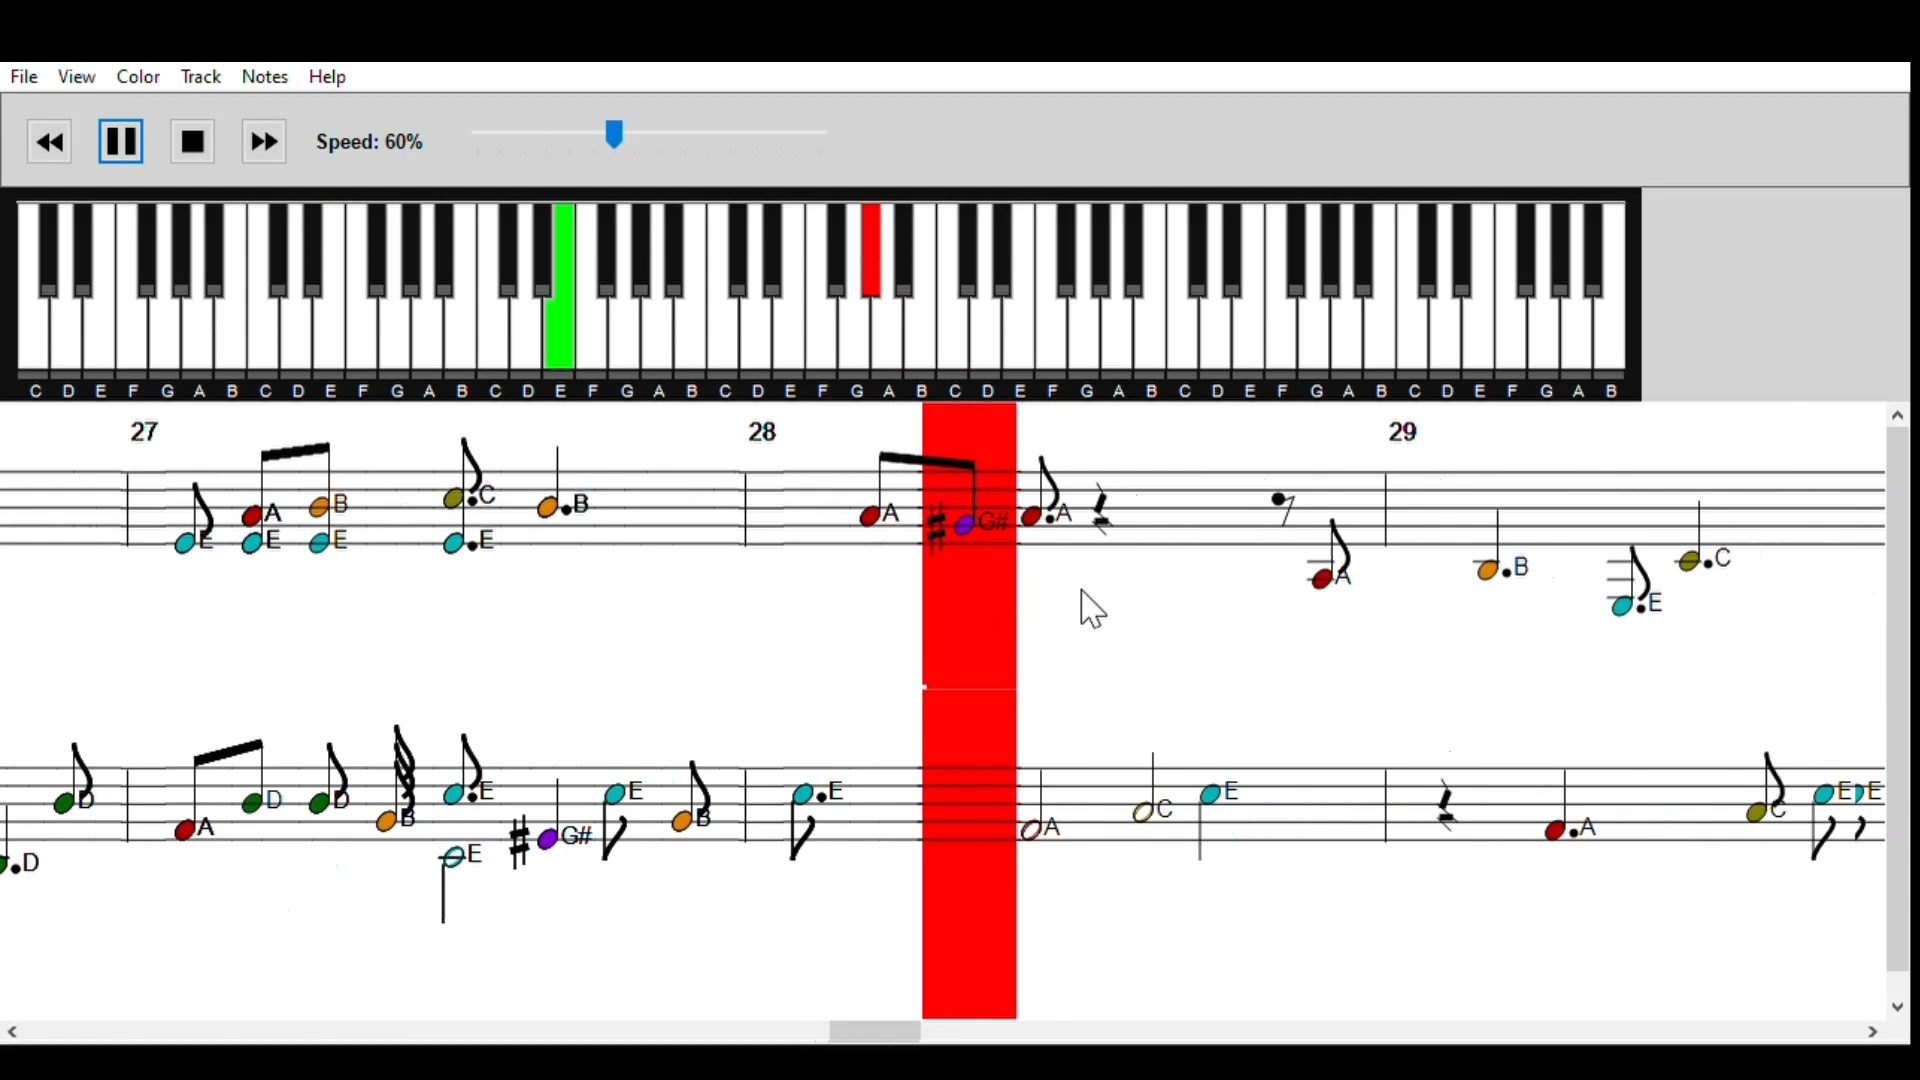 File View Color Track Notes Help
Speed: 60%
C D E F G A B C D E F G A B C D E F G A B C D E F G A B C D E F G A B C D E F G A B C D E F G A B
27 28 29
E A E B E C E B A G# A A B E C
D D A D D B E E G# E B E A C E A C E E